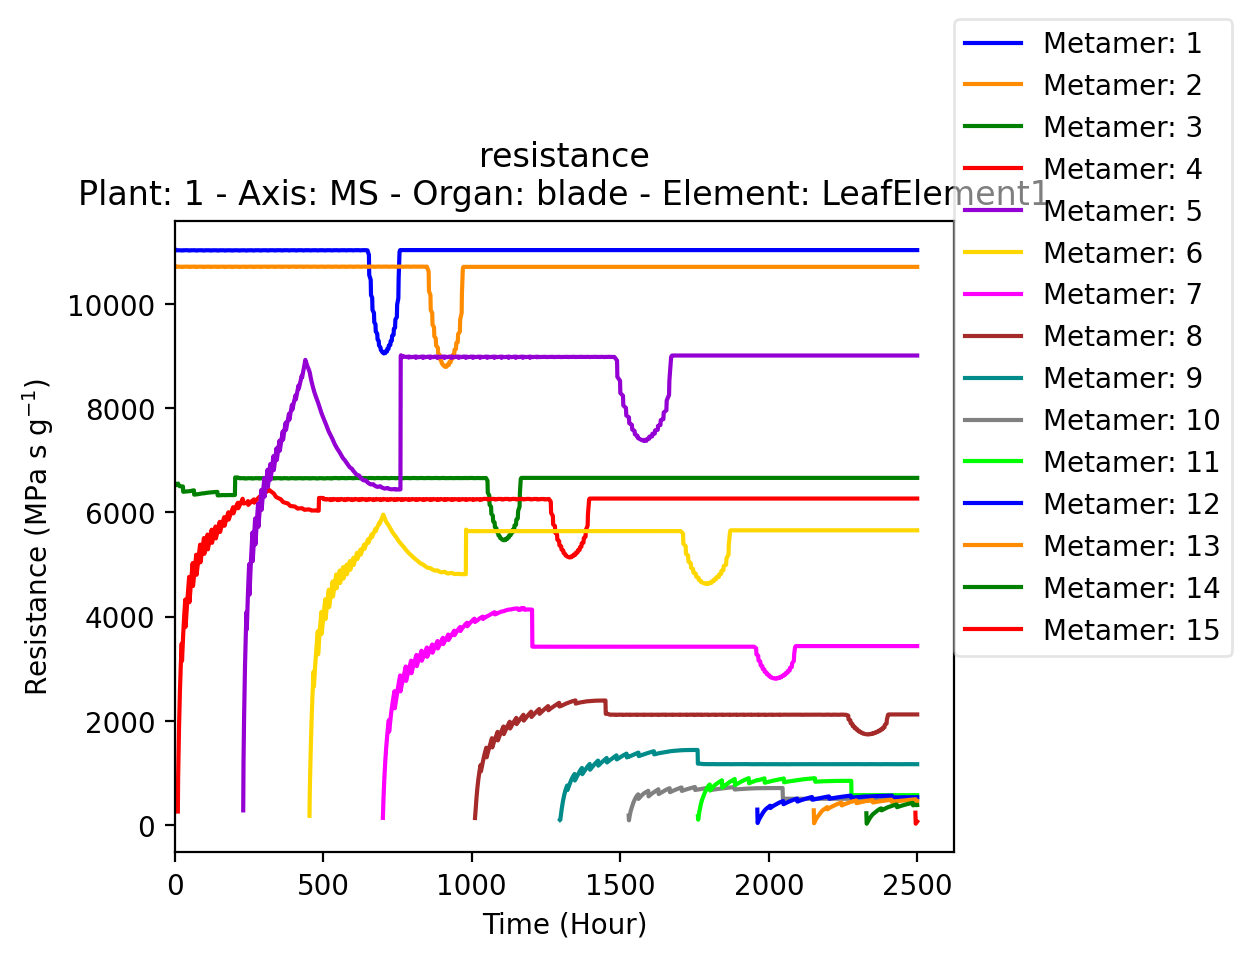 resistance
Plant: 1 - Axis: MS - Organ: blade - Element: LeafElement1
Metamer: 1
Metamer: 2
Metamer: 3
Metamer: 4
Metamer: 5
Metamer: 6
Metamer: 7
Metamer: 8
Metamer: 9
Metamer: 10
Metamer: 11
Metamer: 12
Metamer: 13
Metamer: 14
Metamer: 15
Resistance (MPa s g⁻¹)
10000
8000
6000
4000
2000
0
0 500 1000 1500 2000 2500
Time (Hour)